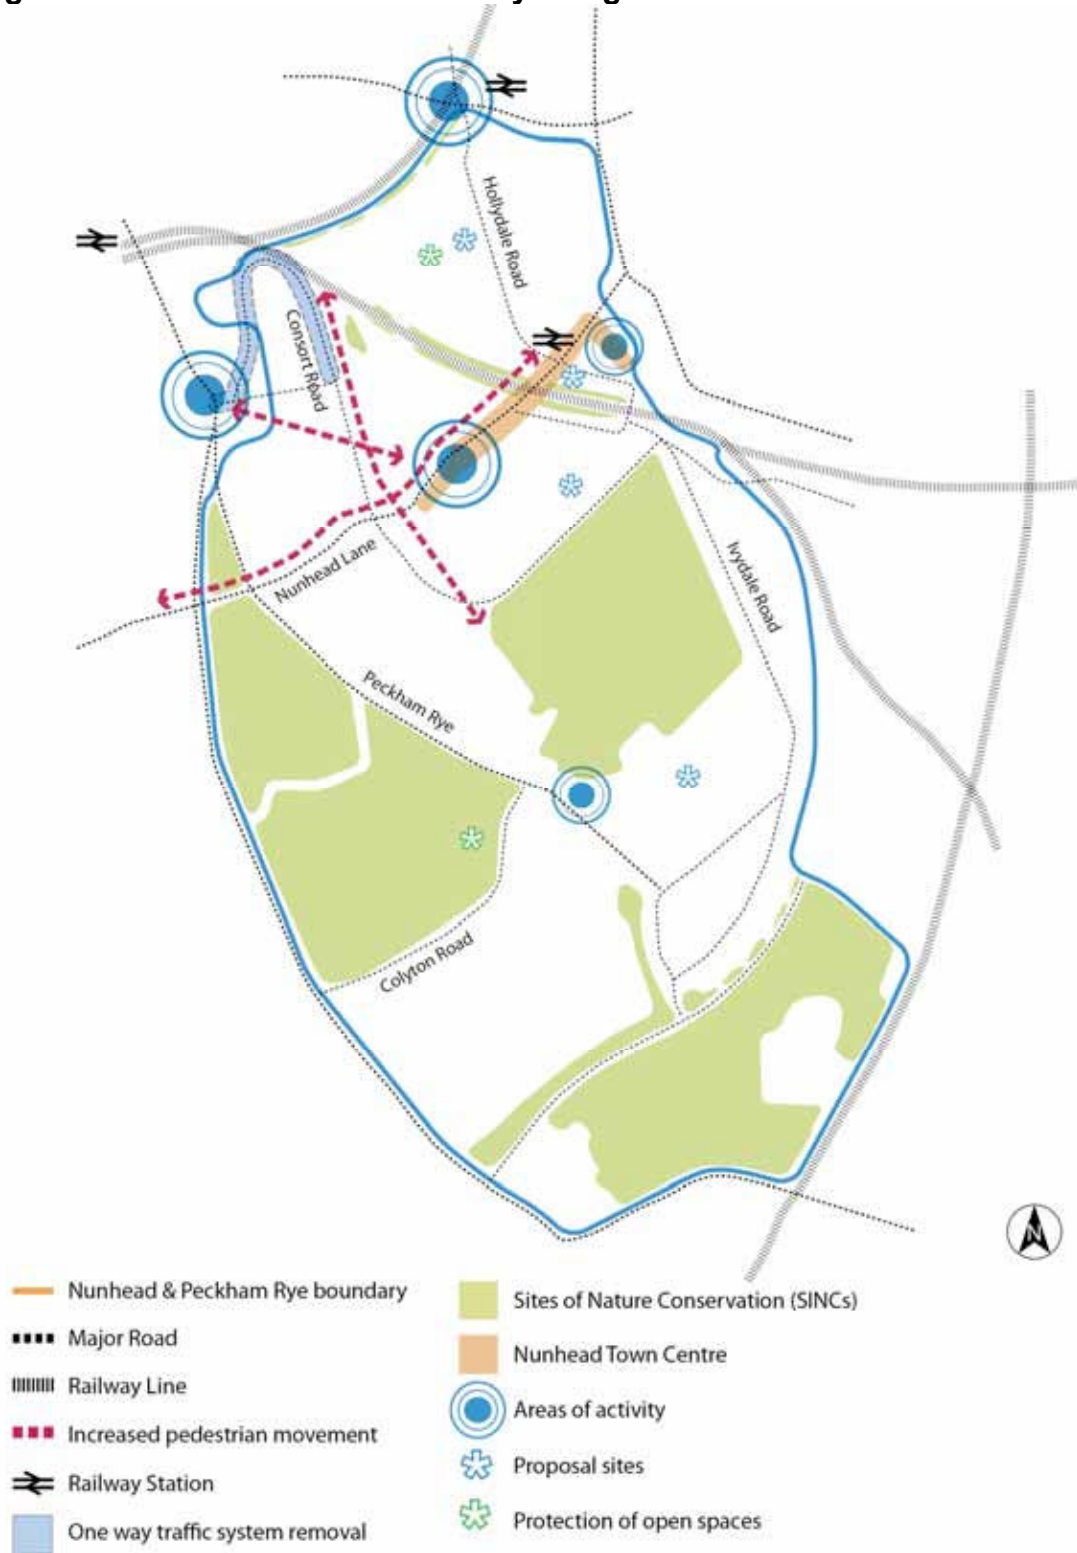 Hollydale Road
Consort Road
Nunhead Lane
Ivydale Road
Peckham Rye
Colyton Road
N
Nunhead & Peckham Rye boundary
Major Road
Railway Line
Increased pedestrian movement
Railway Station
One way traffic system removal
Sites of Nature Conservation (SINCs)
Nunhead Town Centre
Areas of activity
Proposal sites
Protection of open spaces